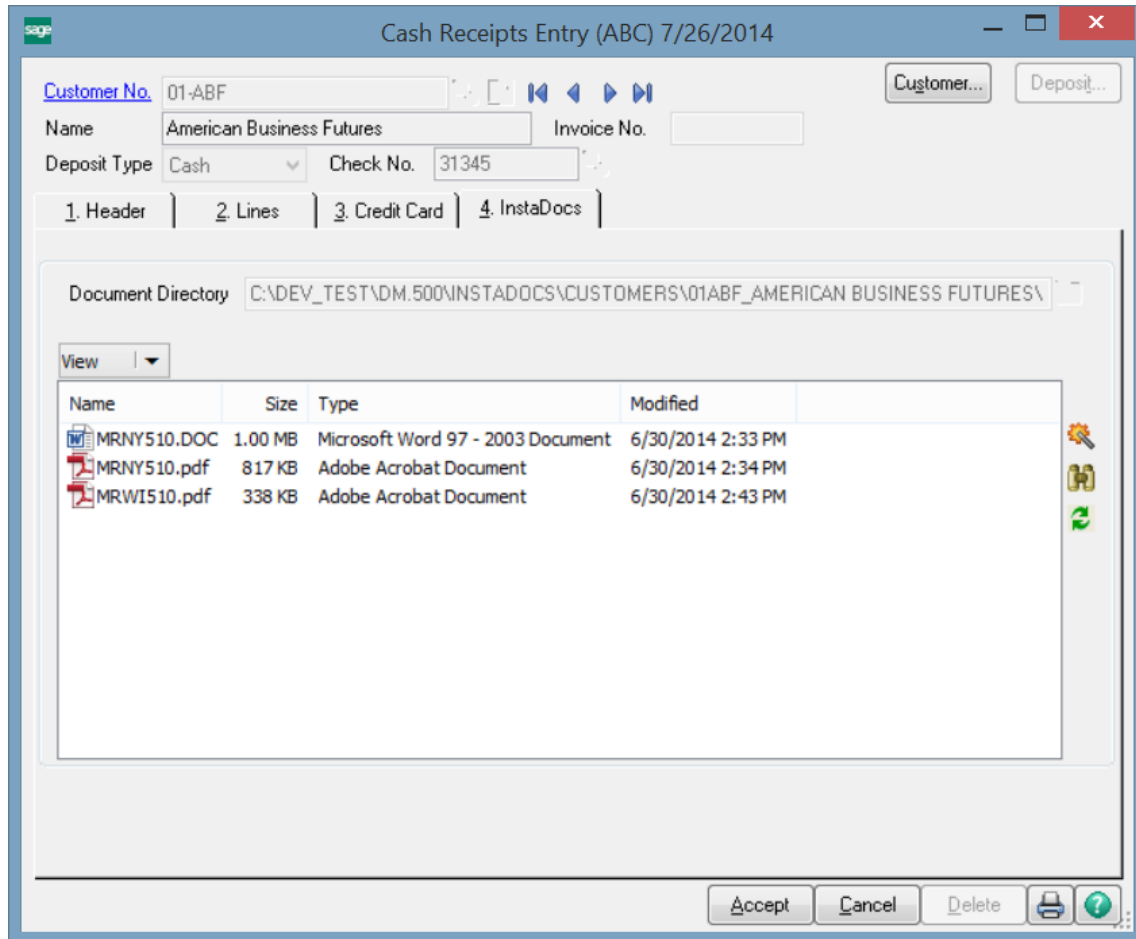 sage
Cash Receipts Entry (ABC) 7/26/2014
Customer No. 01-ABF Customer... Deposit...
Name American Business Futures Invoice No.
Deposit Type Cash Check No. 31345
1. Header 2. Lines 3. Credit Card 4. InstaDocs
Document Directory C:\DEV_TEST\DM.500\INSTADOCS\CUSTOMERS\01ABF_AMERICAN BUSINESS FUTURES\
View
Name Size Type Modified
MRNY510.DOC 1.00 MB Microsoft Word 97 - 2003 Document 6/30/2014 2:33 PM
MRNY510.pdf 817 KB Adobe Acrobat Document 6/30/2014 2:34 PM
MRWI510.pdf 338 KB Adobe Acrobat Document 6/30/2014 2:43 PM
Accept Cancel Delete